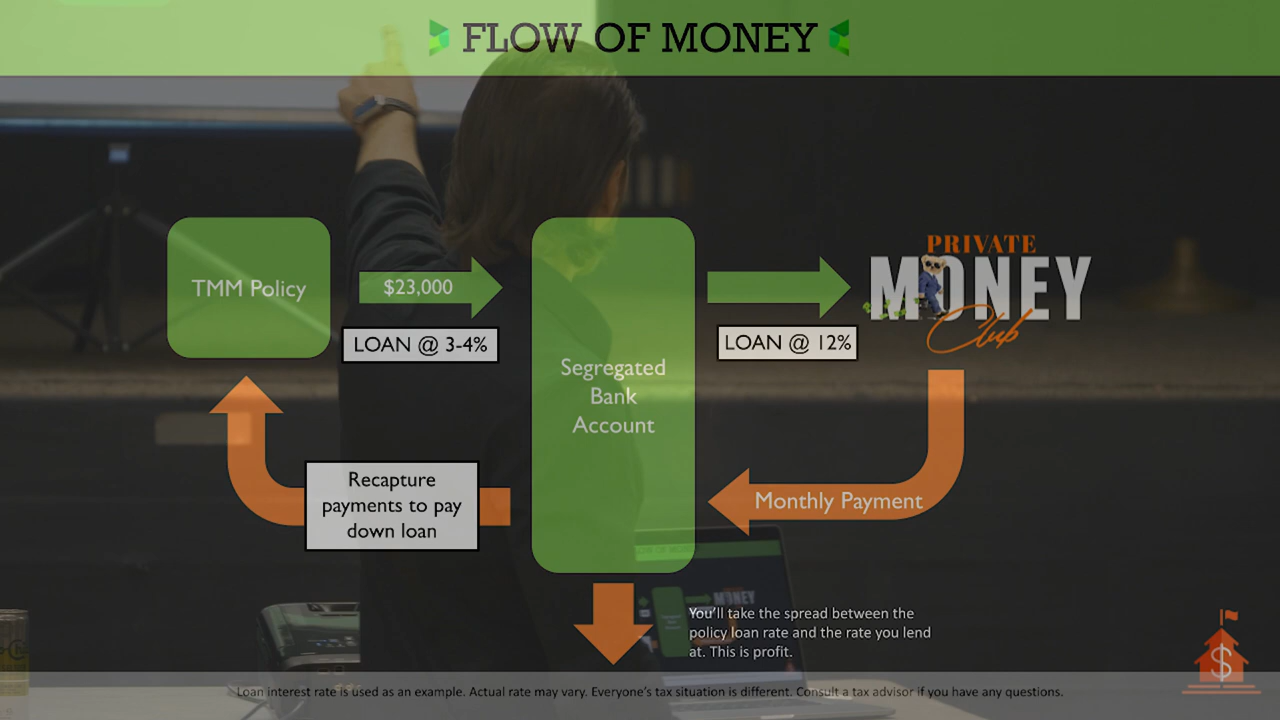 FLOW OF MONEY
TMM Policy
$23,000
LOAN @ 3-4%
Segregated
Bank
Account
LOAN @ 12%
PRIVATE
MONEY
Club
Recapture
payments to pay
down loan
Monthly Payment
You'll take the spread between the
policy loan rate and the rate you lend
at. This is profit.
$
Loan interest rate is used as an example. Actual rate may vary. Everyone's tax situation is different. Consult a tax advisor if you have any questions.